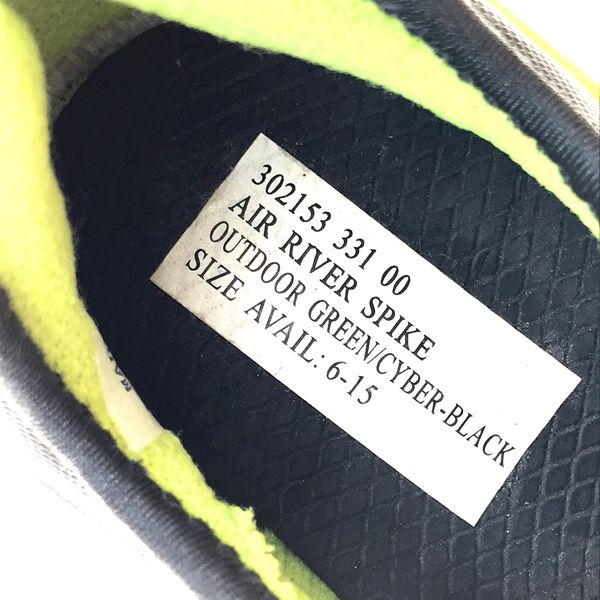 302153 331 00
AIR RIVER SPIKE
OUTDOOR GREEN/CYBER-BLACK
SIZE AVAIL: 6-15